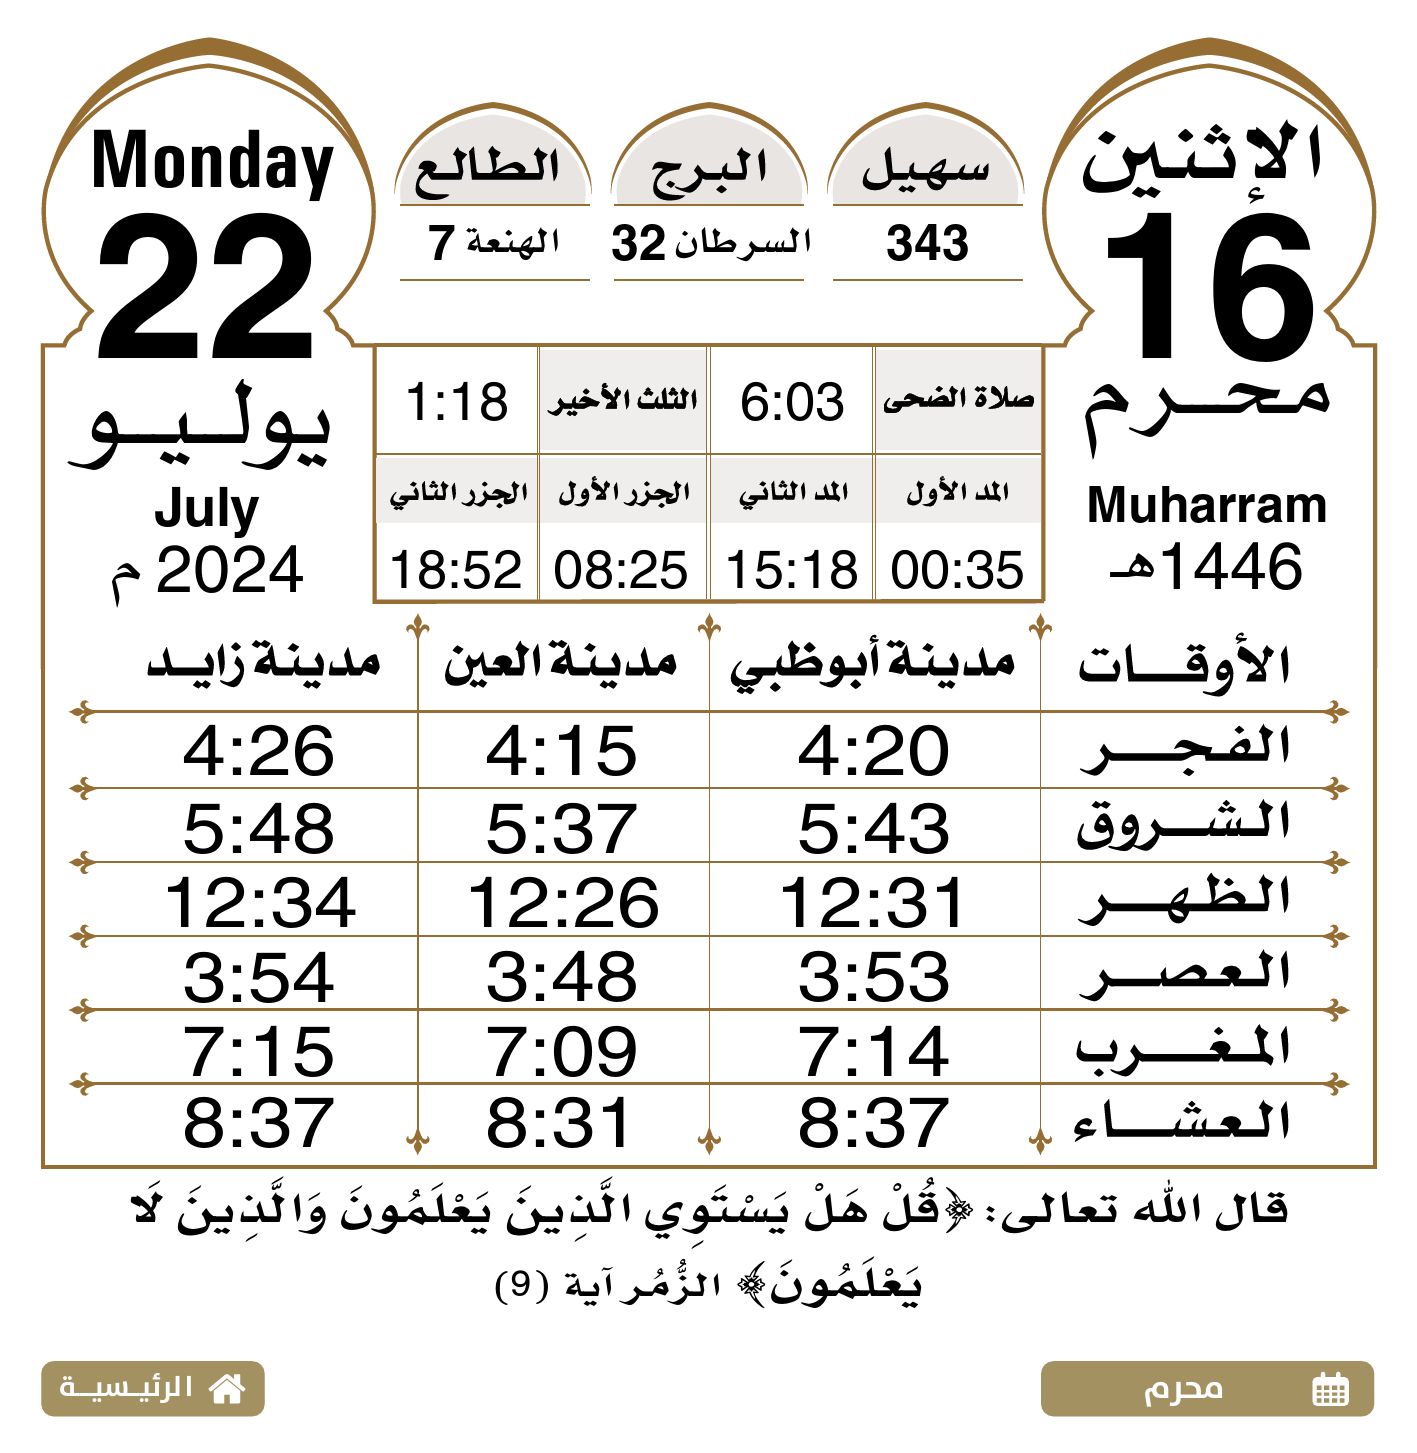 الإثنين
16
محرم
Muharram
1446هـ
سهيل
343
البرج
السرطان 32
الطالع
الهنعة 7
Monday
22
يوليو
July
2024 م
صلاة الضحى 6:03 الثلث الأخير 1:18
المد الأول المد الثاني الجزر الأول الجزر الثاني
00:35 15:18 08:25 18:52
الأوقات مدينة أبوظبي مدينة العين مدينة زايد
الفجر 4:20 4:15 4:26
الشروق 5:43 5:37 5:48
الظهر 12:31 12:26 12:34
العصر 3:53 3:48 3:54
المغرب 7:14 7:09 7:15
العشاء 8:37 8:31 8:37
قال الله تعالى: ﴿قُلْ هَلْ يَسْتَوِي الَّذِينَ يَعْلَمُونَ وَالَّذِينَ لَا
يَعْلَمُونَ﴾ الزُّمُر آية (9)
محرم
الرئيسية